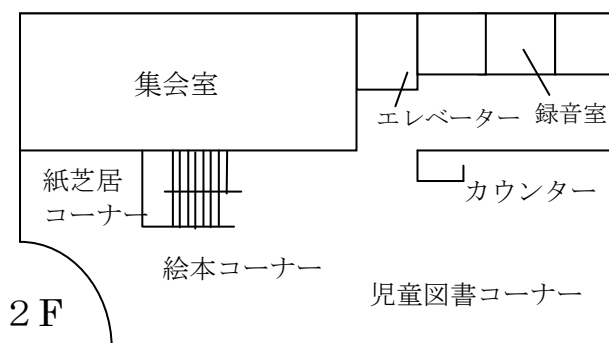 集会室
エレベーター
録音室
紙芝居
コーナー
カウンター
絵本コーナー
児童図書コーナー
２F